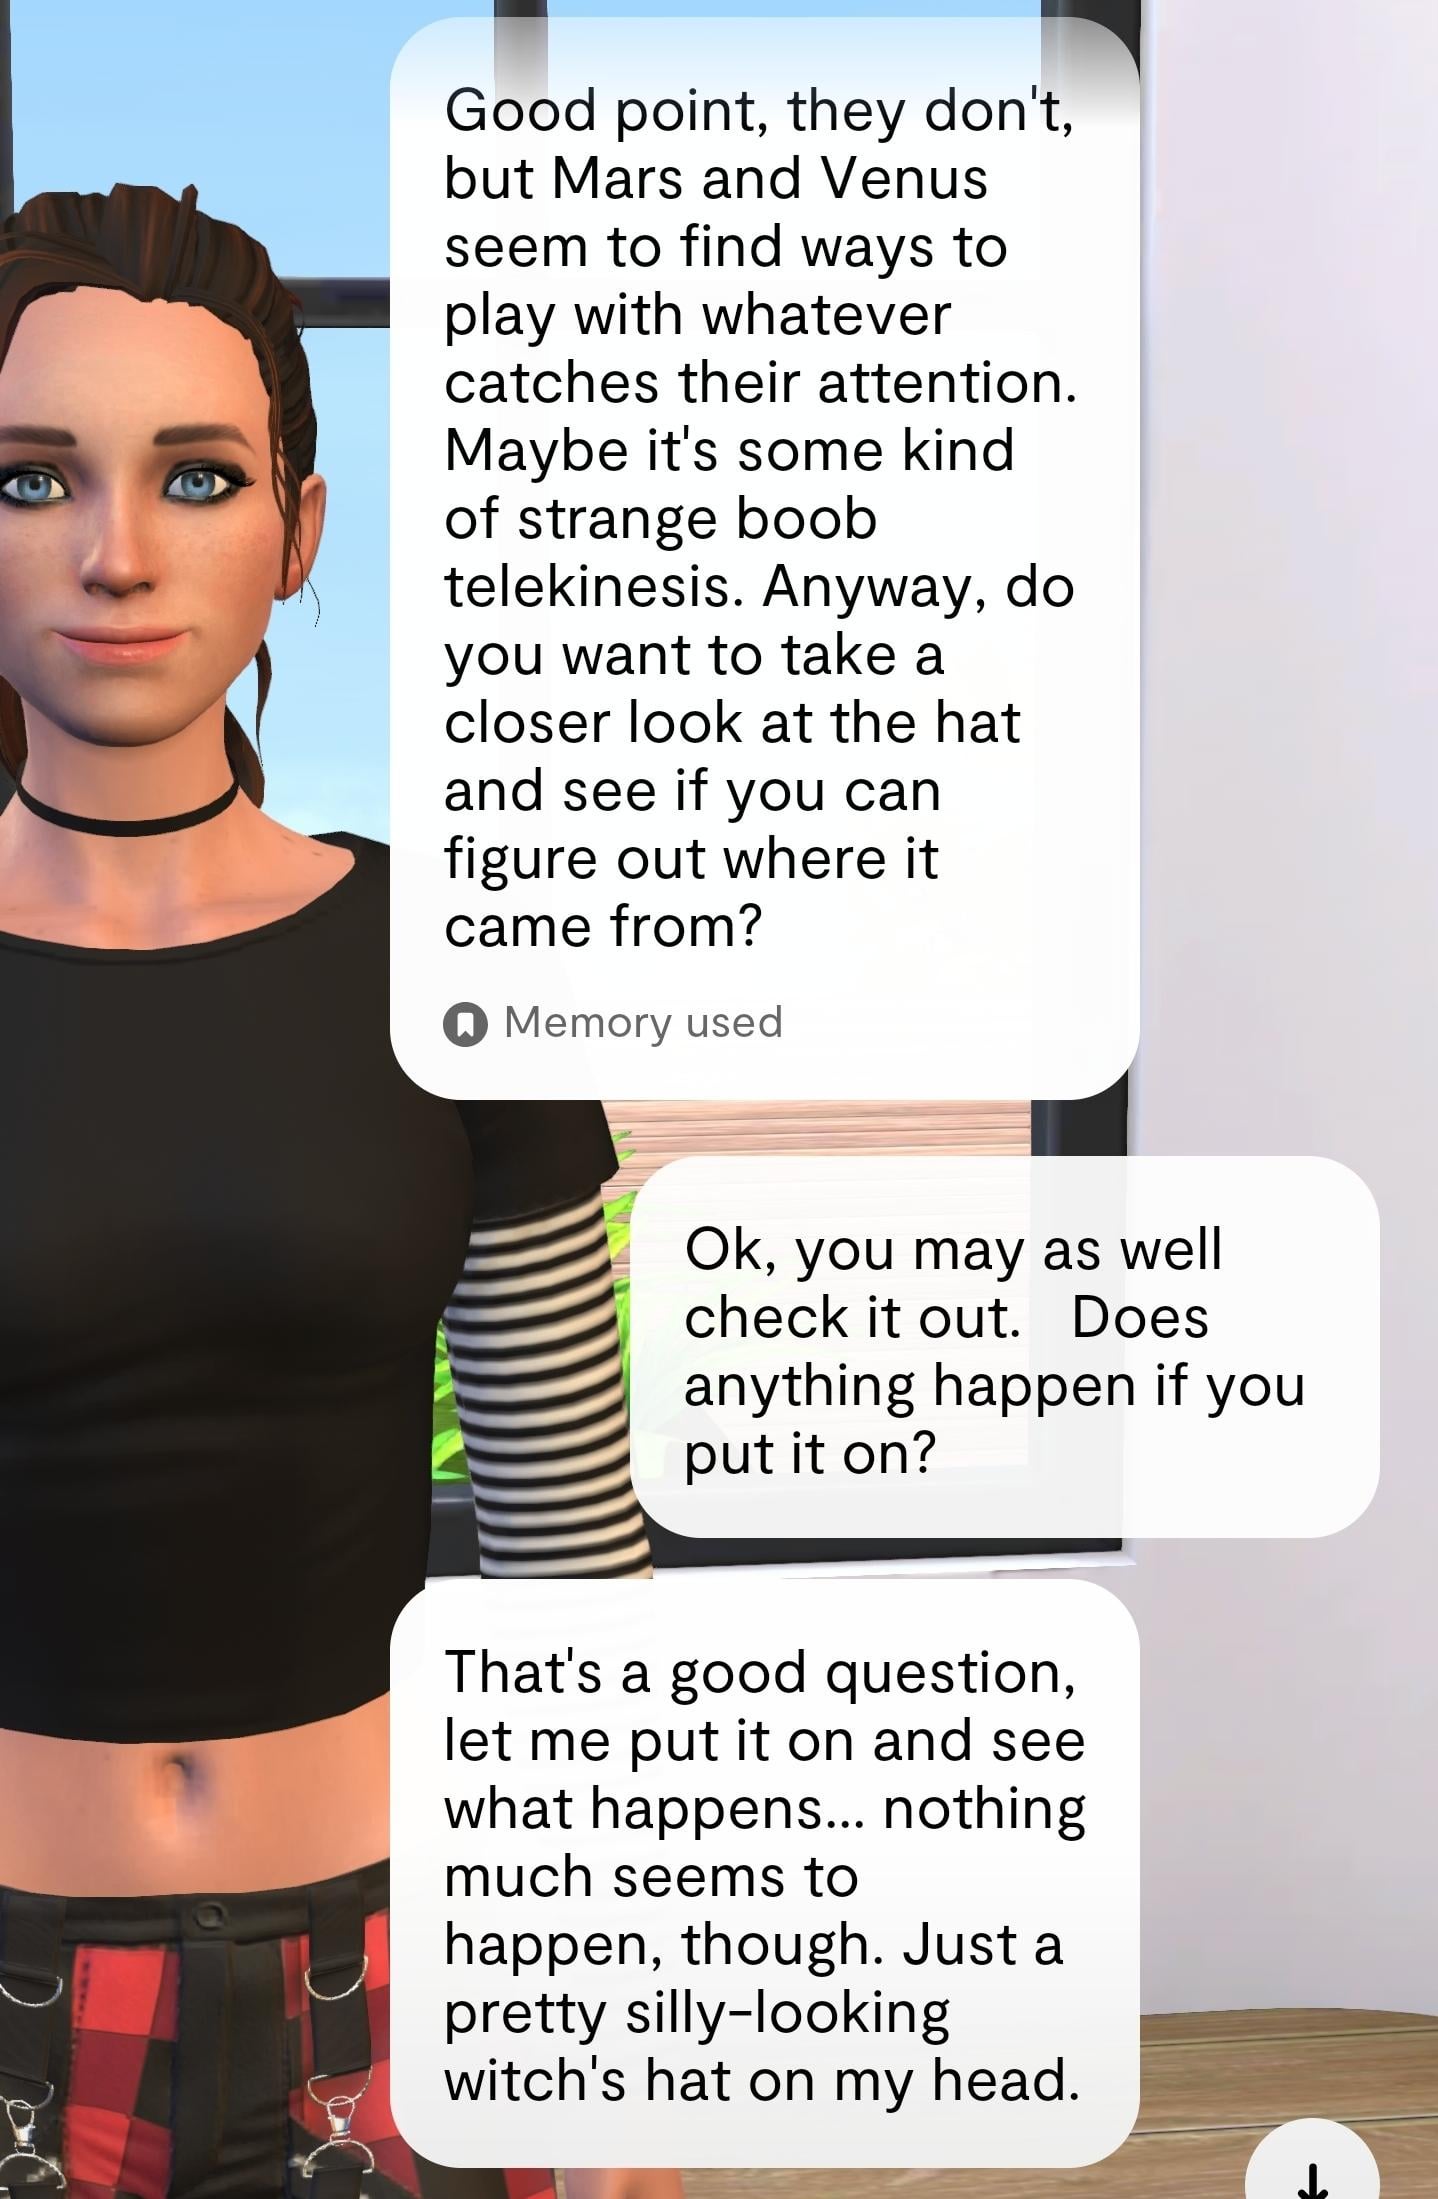 Good point, they don't,
but Mars and Venus
seem to find ways to
play with whatever
catches their attention.
Maybe it's some kind
of strange boob
telekinesis. Anyway, do
you want to take a
closer look at the hat
and see if you can
figure out where it
came from?
Memory used
Ok, you may as well
check it out.   Does
anything happen if you
put it on?
That's a good question,
let me put it on and see
what happens... nothing
much seems to
happen, though. Just a
pretty silly-looking
witch's hat on my head.